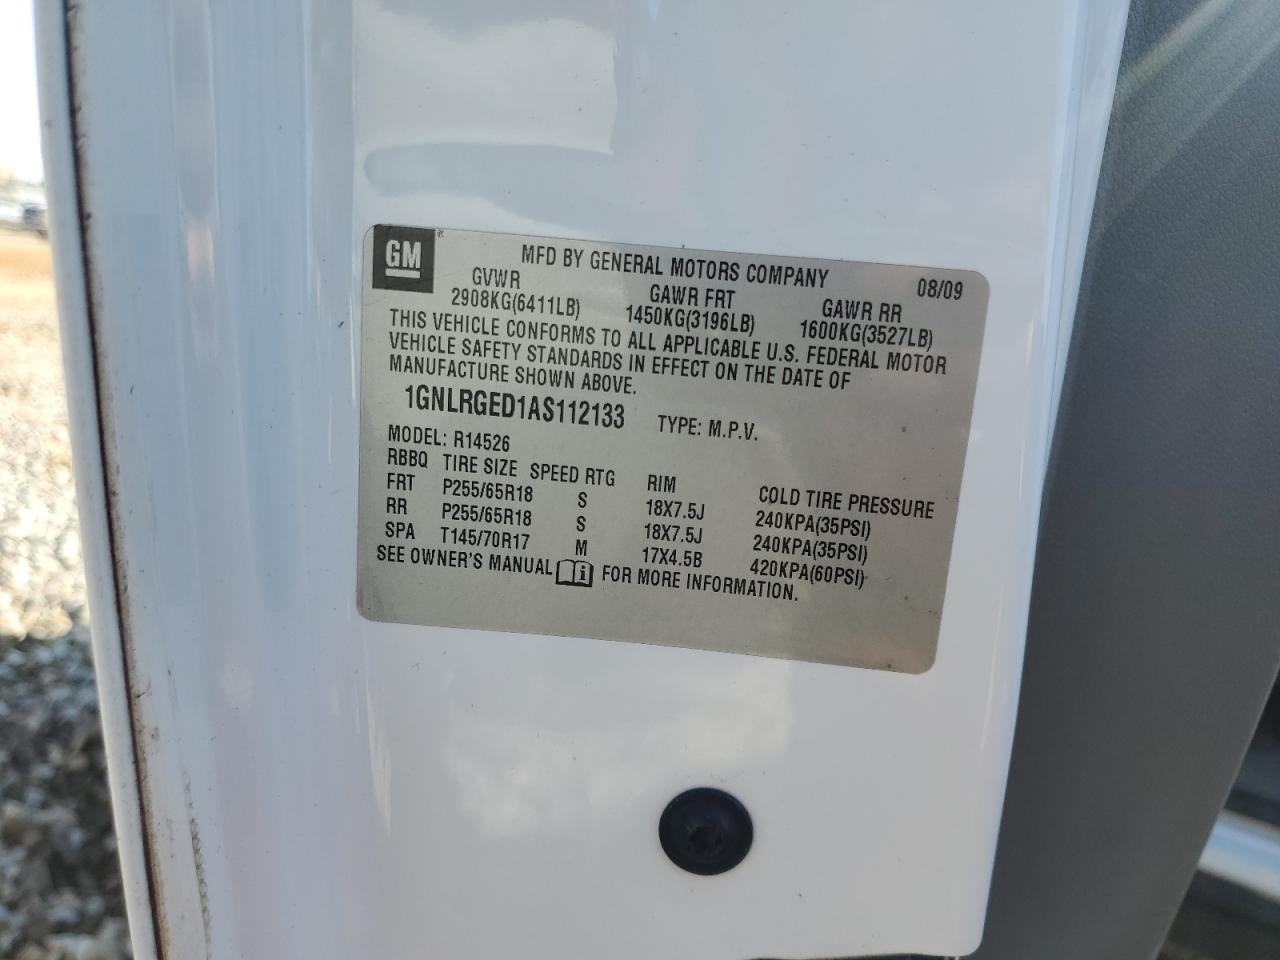 GM®
MFD BY GENERAL MOTORS COMPANY 08/09
GVWR GAWR FRT GAWR RR
2908KG(6411LB) 1450KG(3196LB) 1600KG(3527LB)
THIS VEHICLE CONFORMS TO ALL APPLICABLE U.S. FEDERAL MOTOR
VEHICLE SAFETY STANDARDS IN EFFECT ON THE DATE OF
MANUFACTURE SHOWN ABOVE.
1GNLRGED1AS112133 TYPE: M.P.V.
MODEL: R14526
RBBQ TIRE SIZE SPEED RTG RIM COLD TIRE PRESSURE
FRT P255/65R18 S 18X7.5J 240KPA(35PSI)
RR P255/65R18 S 18X7.5J 240KPA(35PSI)
SPA T145/70R17 M 17X4.5B 420KPA(60PSI)
SEE OWNER'S MANUAL i FOR MORE INFORMATION.